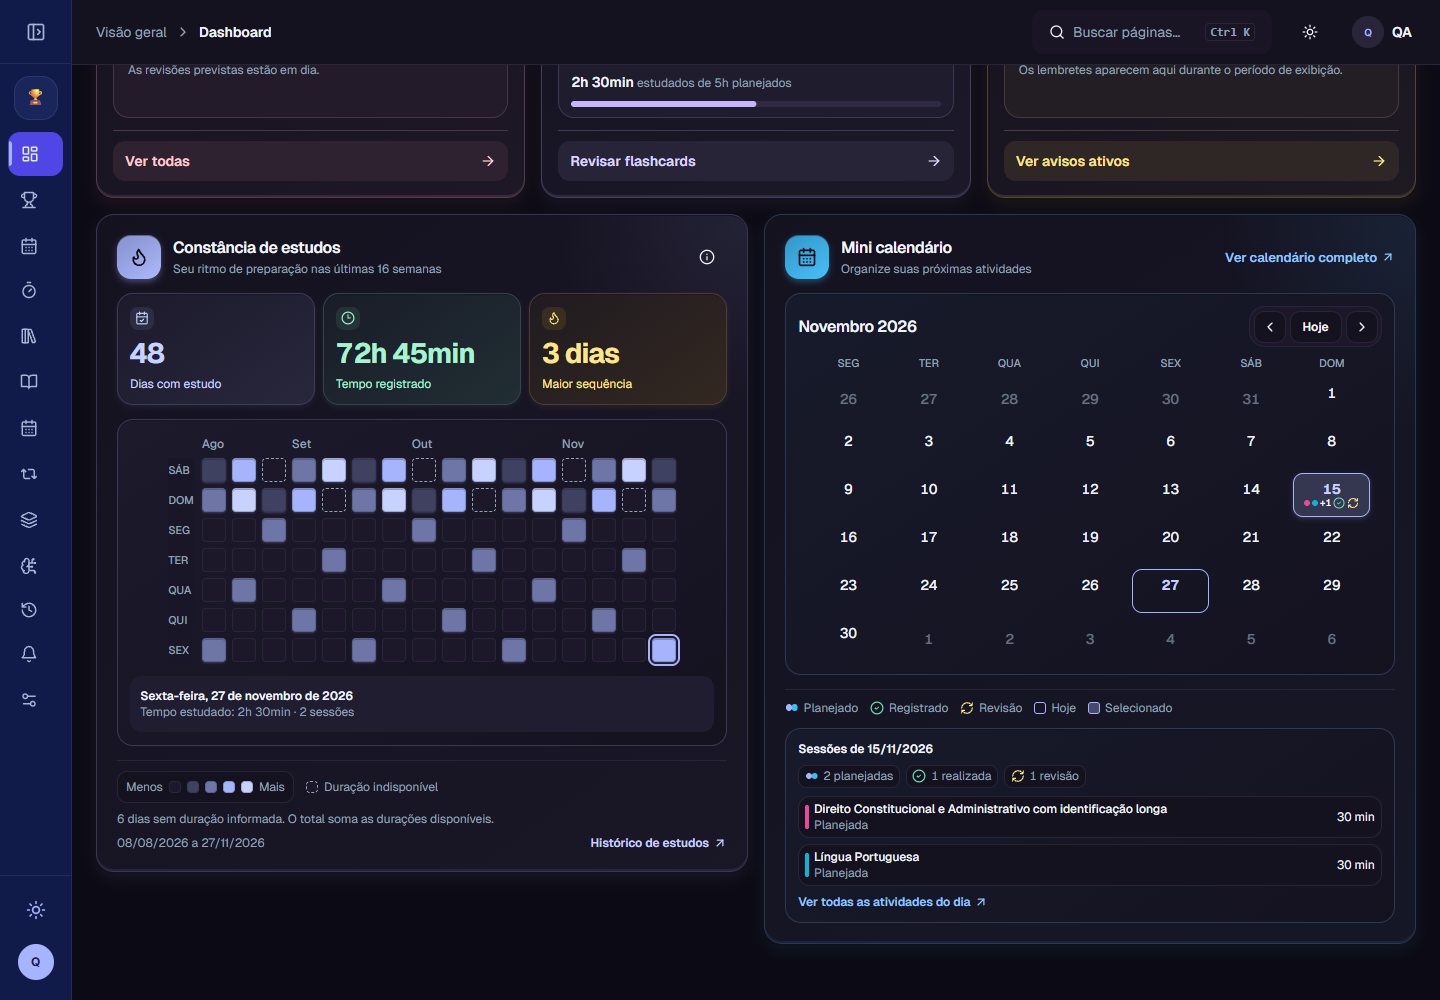 Visão geral > Dashboard
Buscar páginas... Ctrl K
Q QA
As revisões previstas estão em dia.
2h 30min estudados de 5h planejados
Os lembretes aparecem aqui durante o período de exibição.
Ver todas
Revisar flashcards
Ver avisos ativos
Constância de estudos
Seu ritmo de preparação nas últimas 16 semanas
48
Dias com estudo
72h 45min
Tempo registrado
3 dias
Maior sequência
Ago Set Out Nov
SÁB
DOM
SEG
TER
QUA
QUI
SEX
Sexta-feira, 27 de novembro de 2026
Tempo estudado: 2h 30min · 2 sessões
Menos Mais Duração indisponível
6 dias sem duração informada. O total soma as durações disponíveis.
08/08/2026 a 27/11/2026
Histórico de estudos
Mini calendário
Organize suas próximas atividades
Ver calendário completo
Novembro 2026
Hoje
SEG TER QUA QUI SEX SÁB DOM
26 27 28 29 30 31 1
2 3 4 5 6 7 8
9 10 11 12 13 14 15
+1
16 17 18 19 20 21 22
23 24 25 26 27 28 29
30 1 2 3 4 5 6
Planejado Registrado Revisão Hoje Selecionado
Sessões de 15/11/2026
2 planejadas 1 realizada 1 revisão
Direito Constitucional e Administrativo com identificação longa
Planejada
30 min
Língua Portuguesa
Planejada
30 min
Ver todas as atividades do dia
Q